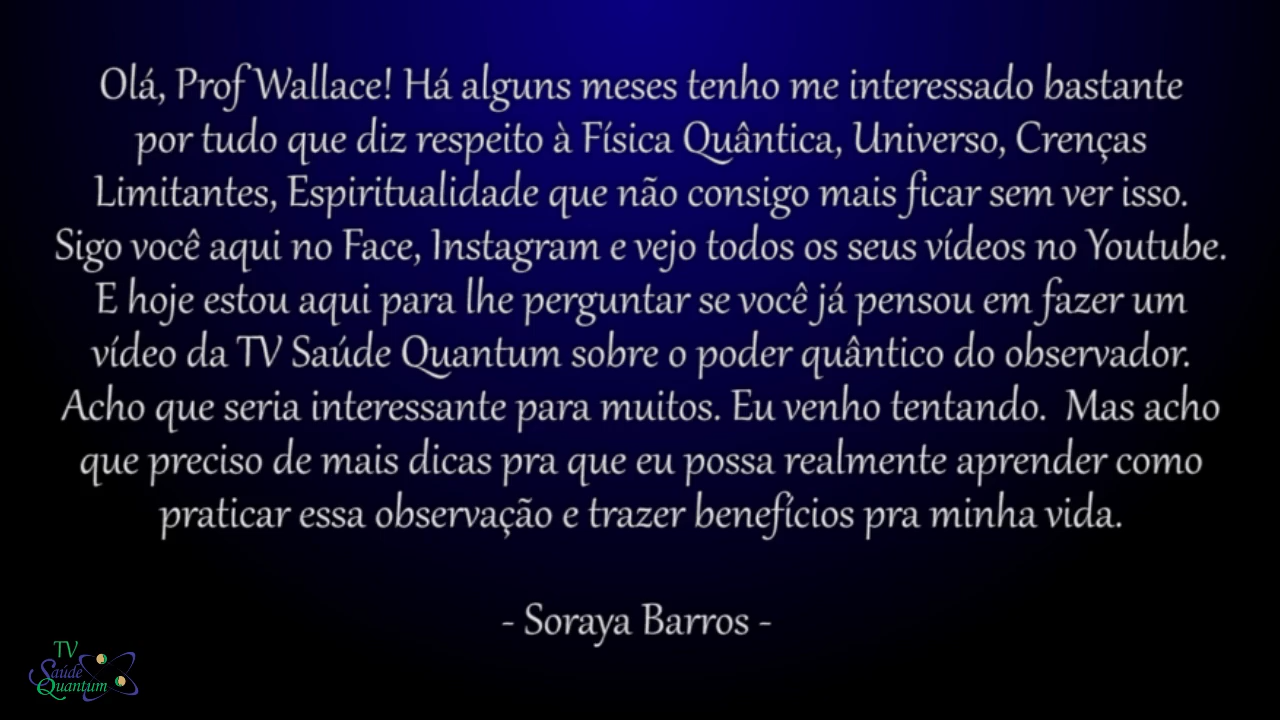 Olá, Prof Wallace! Há alguns meses tenho me interessado bastante
por tudo que diz respeito à Física Quântica, Universo, Crenças
Limitantes, Espiritualidade que não consigo mais ficar sem ver isso.
Sigo você aqui no Face, Instagram e vejo todos os seus vídeos no Youtube.
E hoje estou aqui para lhe perguntar se você já pensou em fazer um
vídeo da TV Saúde Quantum sobre o poder quântico do observador.
Acho que seria interessante para muitos. Eu venho tentando. Mas acho
que preciso de mais dicas pra que eu possa realmente aprender como
praticar essa observação e trazer benefícios pra minha vida.
- Soraya Barros -
TV
Saúde
Quantum